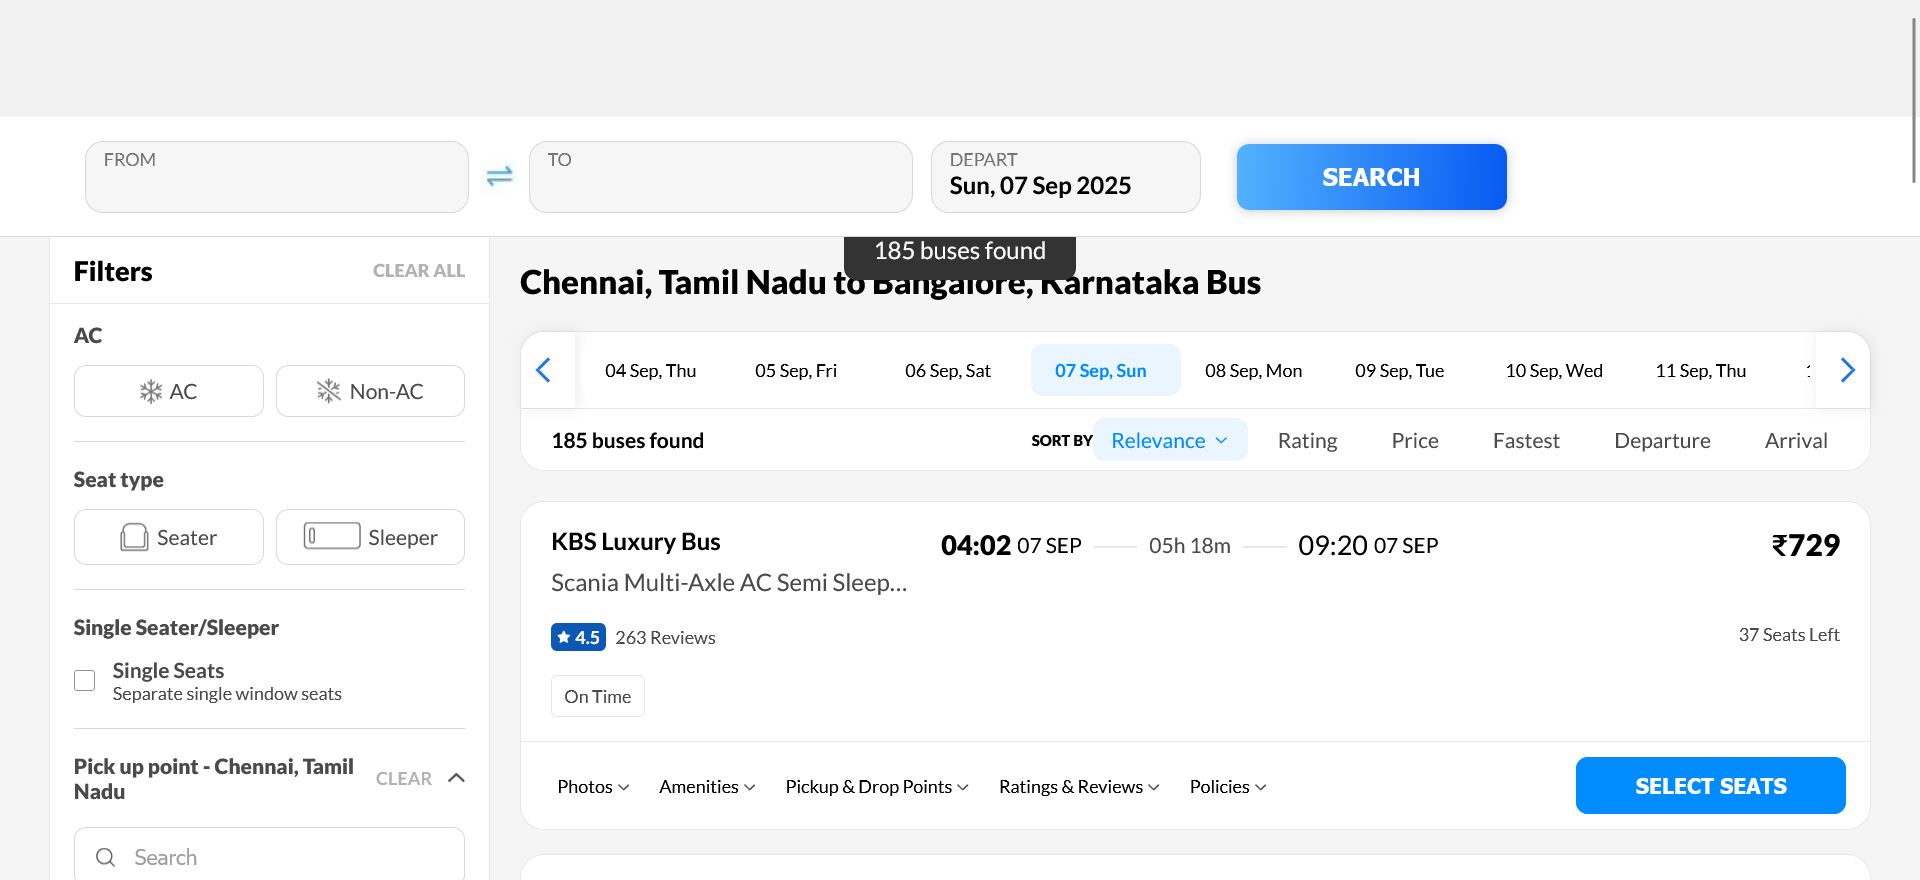 FROM
TO
DEPART
Sun, 07 Sep 2025
SEARCH
185 buses found
Filters
CLEAR ALL
AC
AC
Non-AC
Seat type
Seater
Sleeper
Single Seater/Sleeper
Single Seats
Separate single window seats
Pick up point - Chennai, Tamil
Nadu
CLEAR
Search
Chennai, Tamil Nadu to Bangalore, Karnataka Bus
04 Sep, Thu
05 Sep, Fri
06 Sep, Sat
07 Sep, Sun
08 Sep, Mon
09 Sep, Tue
10 Sep, Wed
11 Sep, Thu
185 buses found
SORT BY
Relevance
Rating
Price
Fastest
Departure
Arrival
KBS Luxury Bus
04:02 07 SEP
05h 18m
09:20 07 SEP
₹729
Scania Multi-Axle AC Semi Sleep...
4.5
263 Reviews
37 Seats Left
On Time
Photos
Amenities
Pickup & Drop Points
Ratings & Reviews
Policies
SELECT SEATS